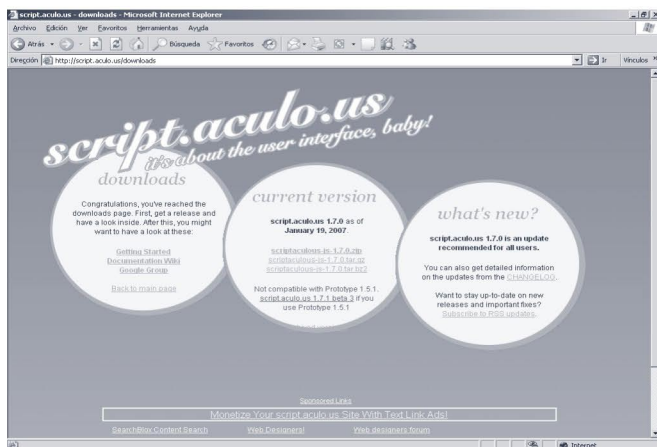 script.aculo.us - downloads - Microsoft Internet Explorer
Archivo Edición Ver Favoritos Herramientas Ayuda
Atrás Búsqueda Favoritos
Dirección http://script.aculo.us/downloads Ir Vínculos
script.aculo.us
it's about the user interface, baby!
downloads
Congratulations, you've reached the
downloads page. First, get a release and
have a look inside. After this, you might
want to have a look at these:
Getting Started
Documentation Wiki
Google Group
Back to main page
current version
script.aculo.us 1.7.0 as of
January 19, 2007.
scriptaculous-js-1.7.0.zip
scriptaculous-js-1.7.0.tar.gz
scriptaculous-js-1.7.0.tar.bz2
Not compatible with Prototype 1.5.1.
script.aculo.us 1.7.1 beta 3 if you
use Prototype 1.5.1
what's new?
script.aculo.us 1.7.0 is an update
recommended for all users.
You can also get detailed information
on the updates from the CHANGELOG.
Want to stay up-to-date on new
releases and important fixes?
Subscribe to RSS updates.
Sponsored Links
Monetize Your script.aculo.us Site With Text Link Ads!
SearchBlox Content Search Web Designers! Web designers forum
Internet